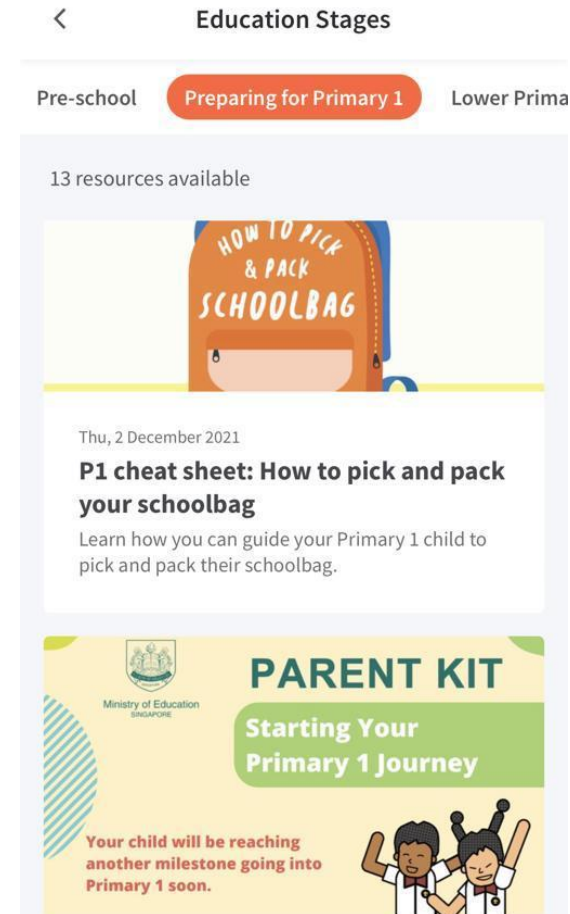 Education Stages
Pre-school
Preparing for Primary 1
Lower Prima
13 resources available
HOW TO PICK
& PACK
SCHOOLBAG
Thu, 2 December 2021
P1 cheat sheet: How to pick and pack
your schoolbag
Learn how you can guide your Primary 1 child to
pick and pack their schoolbag.
Ministry of Education
SINGAPORE
PARENT KIT
Starting Your
Primary 1 Journey
Your child will be reaching
another milestone going into
Primary 1 soon.